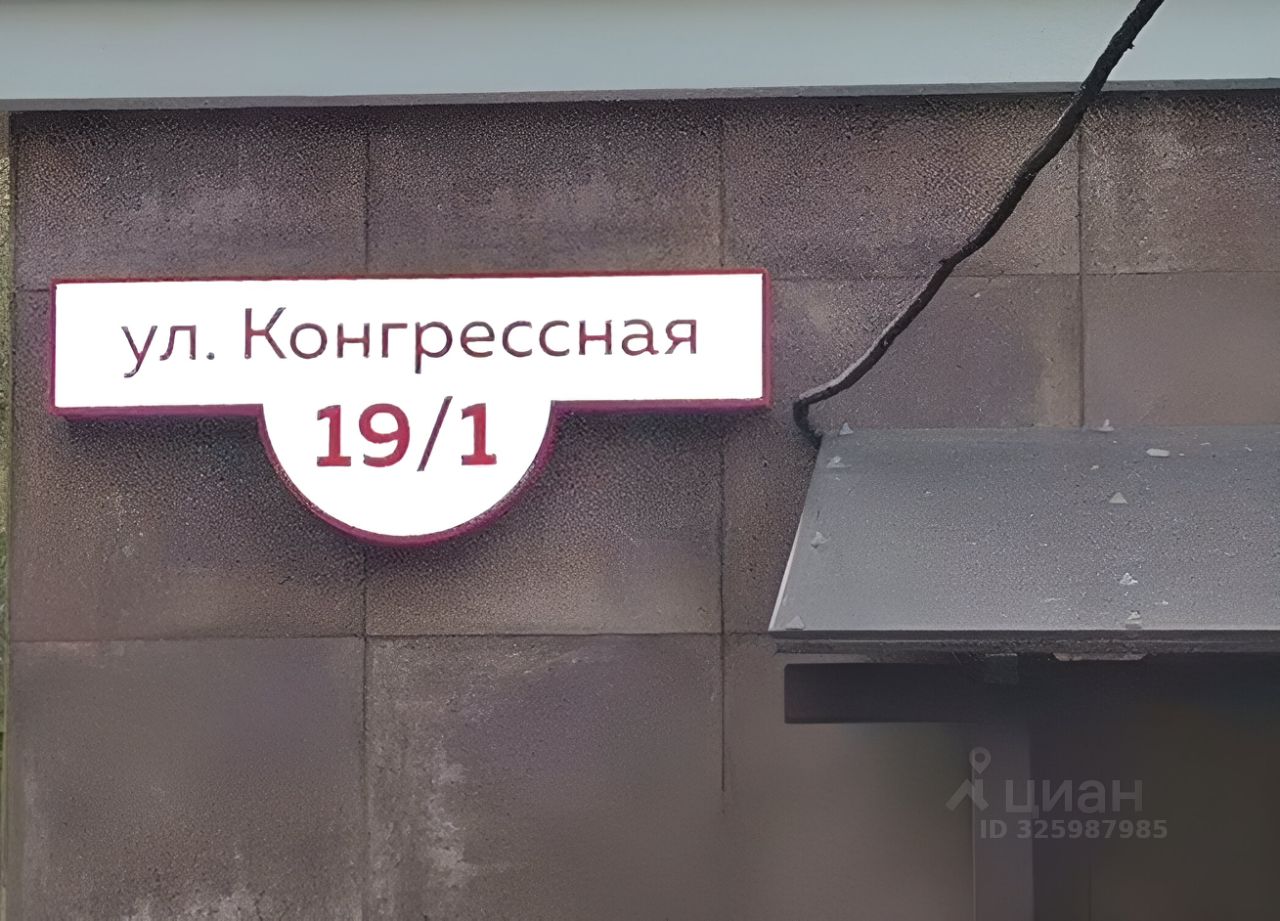 ул. Конгрессная
19/1
циан
ID 325987985